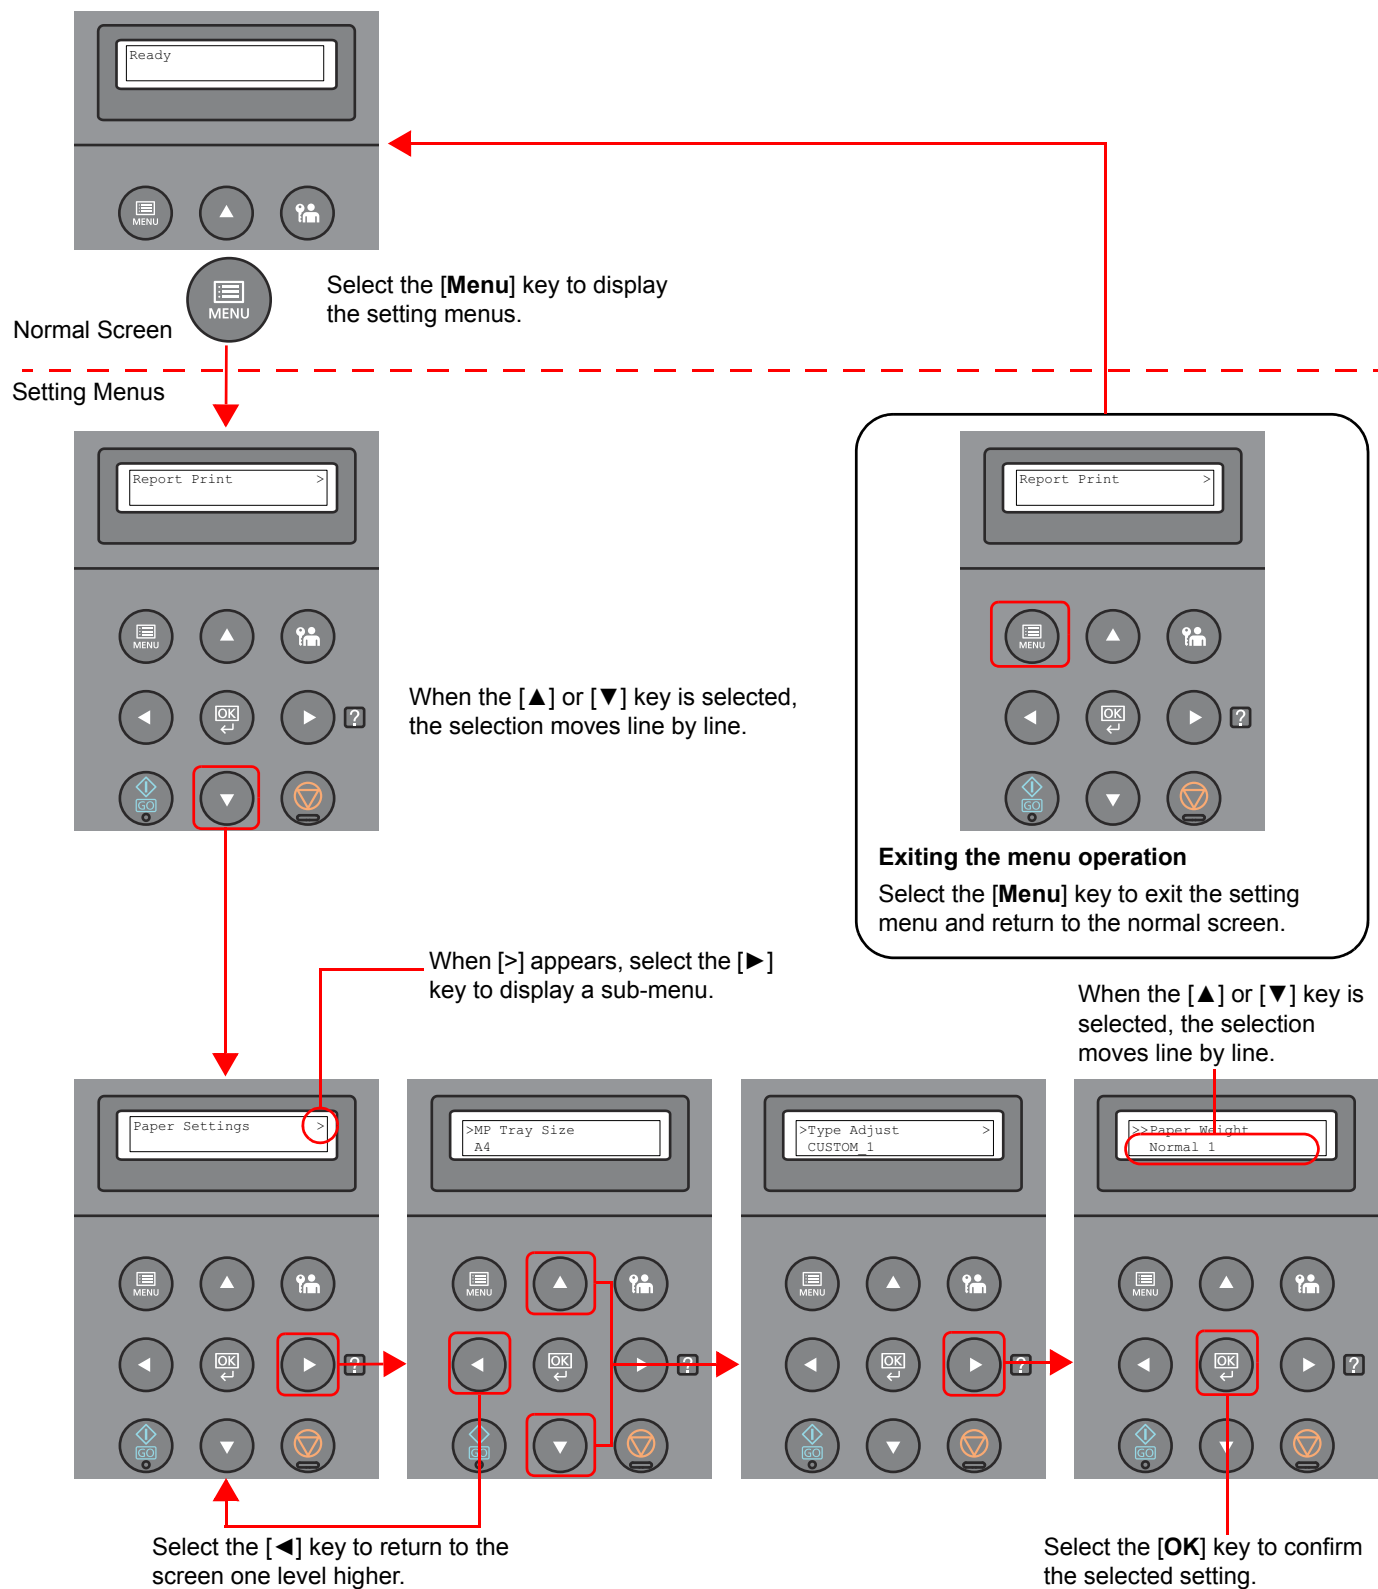 Ready
MENU
MENU
Select the [Menu] key to display
the setting menus.
Normal Screen
Setting Menus
Report Print >
MENU
OK
?
GO
When the [▲] or [▼] key is selected,
the selection moves line by line.
Report Print >
MENU
OK
?
GO
Exiting the menu operation
Select the [Menu] key to exit the setting
menu and return to the normal screen.
When [>] appears, select the [►]
key to display a sub-menu.
When the [▲] or [▼] key is
selected, the selection
moves line by line.
Paper Settings >
MENU
OK
?
GO
>MP Tray Size
A4
MENU
OK
?
GO
>Type Adjust >
CUSTOM_1
MENU
OK
?
GO
>>Paper Weight
Normal 1
MENU
OK
?
GO
Select the [◄] key to return to the
screen one level higher.
Select the [OK] key to confirm
the selected setting.